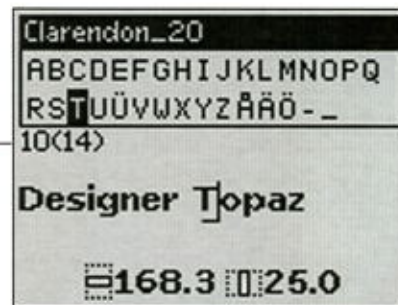 Clarendon_20
ABCDEFGHIJKLMNOPQ
RSTUÜVWXYZÅÄÖ-_
10(14)
Designer Topaz
168.3 25.0